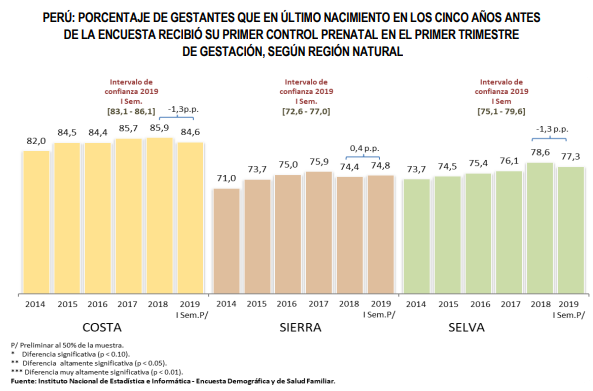 PERÚ: PORCENTAJE DE GESTANTES QUE EN ÚLTIMO NACIMIENTO EN LOS CINCO AÑOS ANTES
DE LA ENCUESTA RECIBIÓ SU PRIMER CONTROL PRENATAL EN EL PRIMER TRIMESTRE
DE GESTACIÓN, SEGÚN REGIÓN NATURAL
Intervalo de
confianza 2019
I Sem.
[83,1 - 86,1]
-1,3p.p.
82,0 84,5 84,4 85,7 85,9 84,6
2014 2015 2016 2017 2018 2019
I Sem.P/
COSTA
Intervalo de
confianza 2019
I Sem.
[72,6 - 77,0]
0,4 p.p.
71,0 73,7 75,0 75,9 74,4 74,8
2014 2015 2016 2017 2018 2019
I Sem.P/
SIERRA
Intervalo de
confianza 2019
I Sem
[75,1 - 79,6]
-1,3 p.p.
73,7 74,5 75,4 76,1 78,6 77,3
2014 2015 2016 2017 2018 2019
I Sem.P/
SELVA
P/ Preliminar al 50% de la muestra.
* Diferencia significativa (p < 0.10).
** Diferencia altamente significativa (p < 0.05).
*** Diferencia muy altamente significativa (p < 0.01).
Fuente: Instituto Nacional de Estadística e Informática - Encuesta Demográfica y de Salud Familiar.